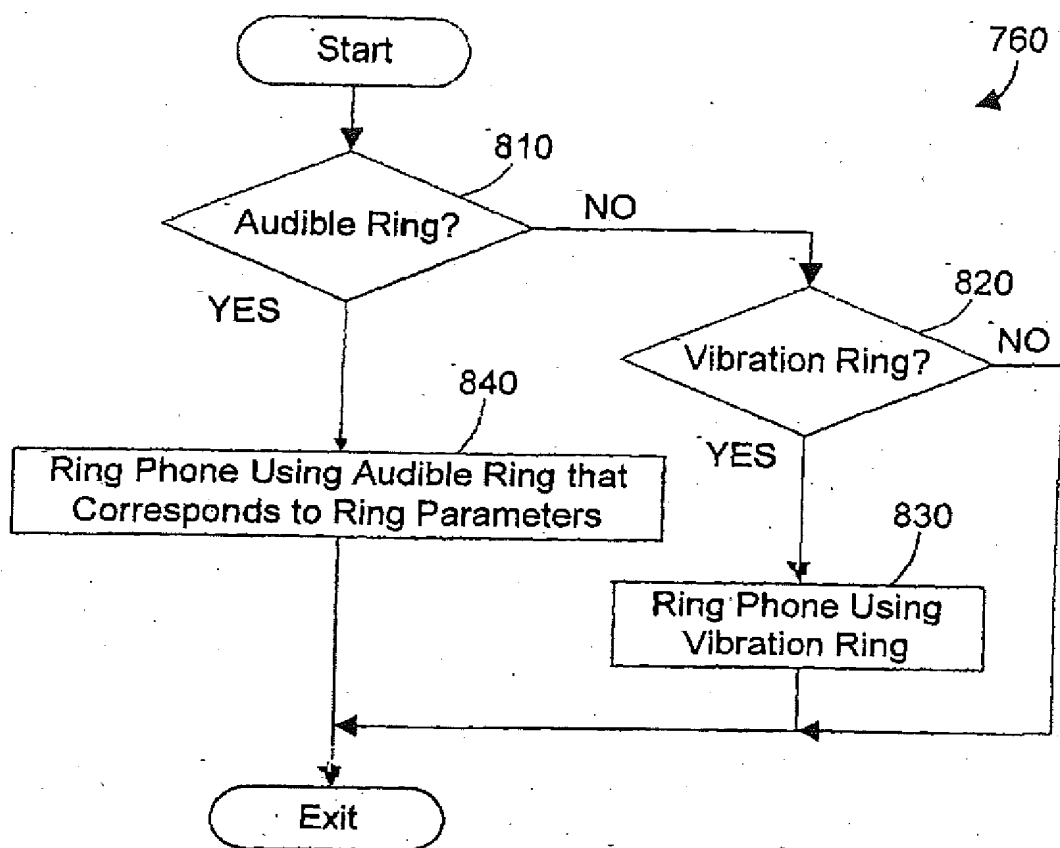 Start
760
810
Audible Ring?
NO
YES
820
Vibration Ring?
NO
840
YES
Ring Phone Using Audible Ring that
Corresponds to Ring Parameters
830
Ring Phone Using
Vibration Ring
Exit